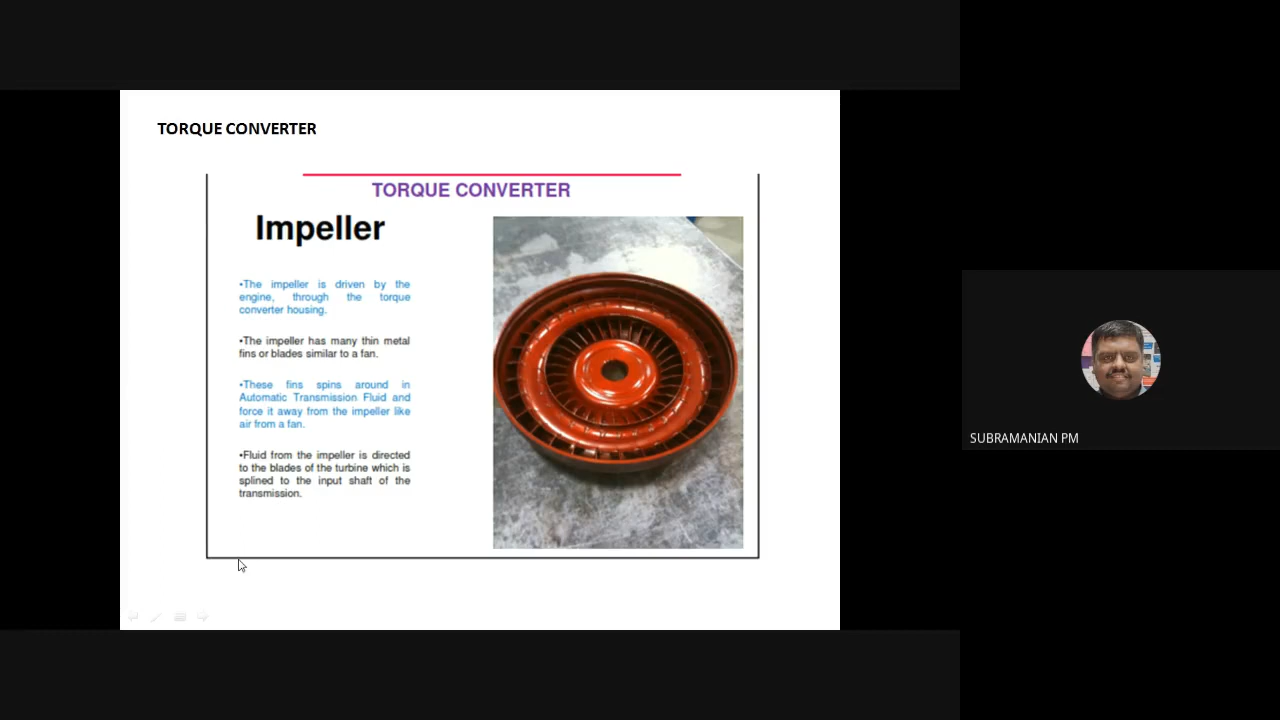 TORQUE CONVERTER
TORQUE CONVERTER
Impeller
•The impeller is driven by the
engine, through the torque
converter housing.
•The impeller has many thin metal
fins or blades similar to a fan.
•These fins spins around in
Automatic Transmission Fluid and
force it away from the impeller like
air from a fan.
•Fluid from the impeller is directed
to the blades of the turbine which is
splined to the input shaft of the
transmission.
SUBRAMANIAN PM